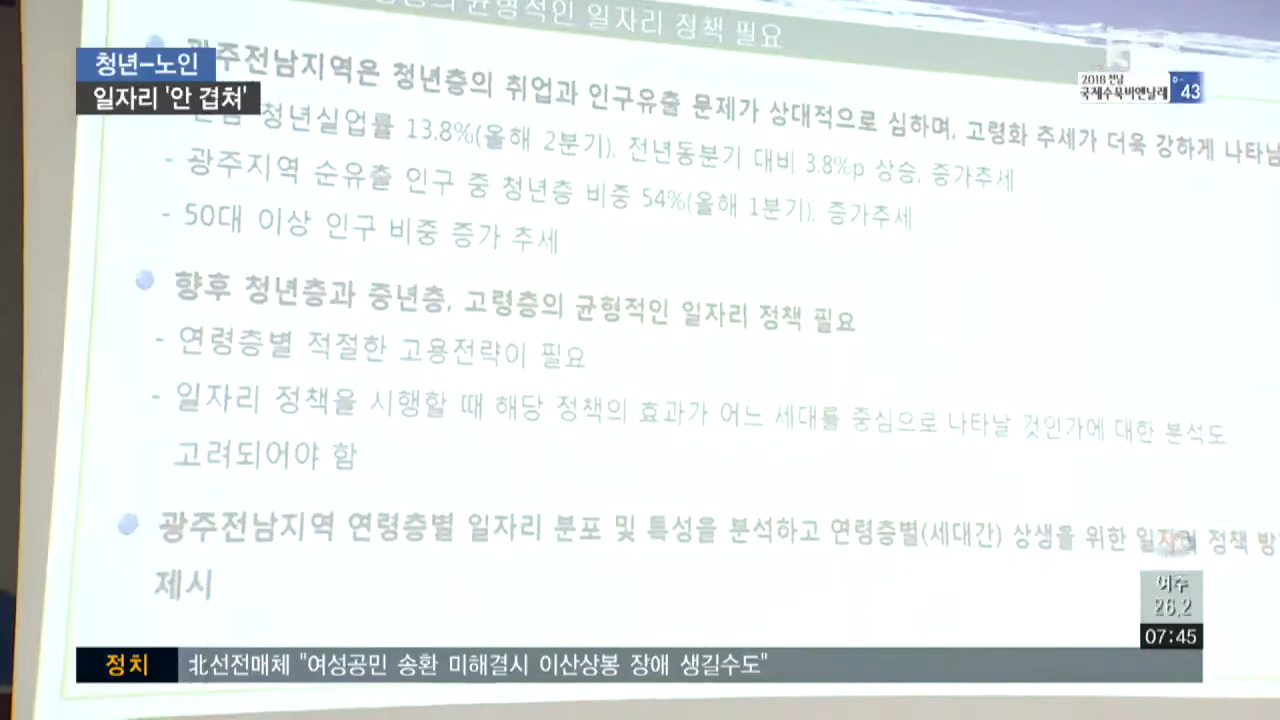 균형적인 일자리 정책 필요
청년-노인
일자리 '안 겹쳐'
2018 전남
국제수묵비엔날레
D-
43
광주전남지역은 청년층의 취업과 인구유출 문제가 상대적으로 심하며, 고령화 추세가 더욱 강하게 나타남
청년실업률 13.8%(올해 2분기), 전년동분기 대비 3.8%p 상승, 증가추세
- 광주지역 순유출 인구 중 청년층 비중 54%(올해 1분기), 증가추세
- 50대 이상 인구 비중 증가 추세
향후 청년층과 중년층, 고령층의 균형적인 일자리 정책 필요
- 연령층별 적절한 고용전략이 필요
- 일자리 정책을 시행할 때 해당 정책의 효과가 어느 세대를 중심으로 나타날 것인가에 대한 분석도
고려되어야 함
광주전남지역 연령층별 일자리 분포 및 특성을 분석하고 연령층별(세대간) 상생을 위한 일자리 정책 방
제시
여수
26.2
07:45
정치 北선전매체 "여성공민 송환 미해결시 이산상봉 장애 생길수도"